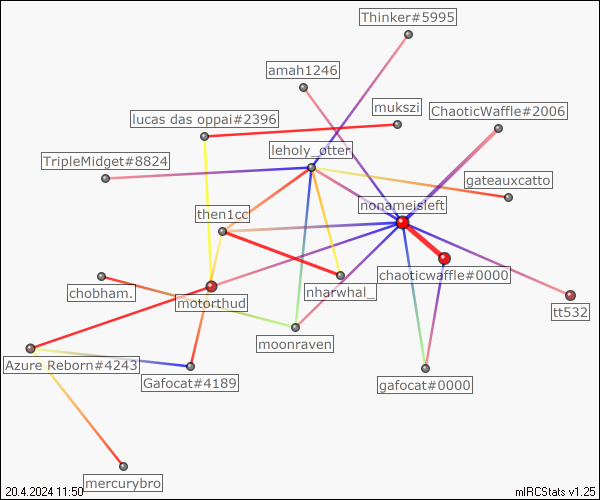 Thinker#5995
amah1246
mukszi
ChaoticWaffle#2006
lucas das oppai#2396
leholy_otter
TripleMidget#8824
gateauxcatto
nonameisleft
then1cc
chaoticwaffle#0000
chobham.
nharwhal_
motorthud
tt532
moonraven
Azure Reborn#4243
Gafocat#4189
gafocat#0000
mercurybro
20.4.2024 11:50
mIRCStats v1.25